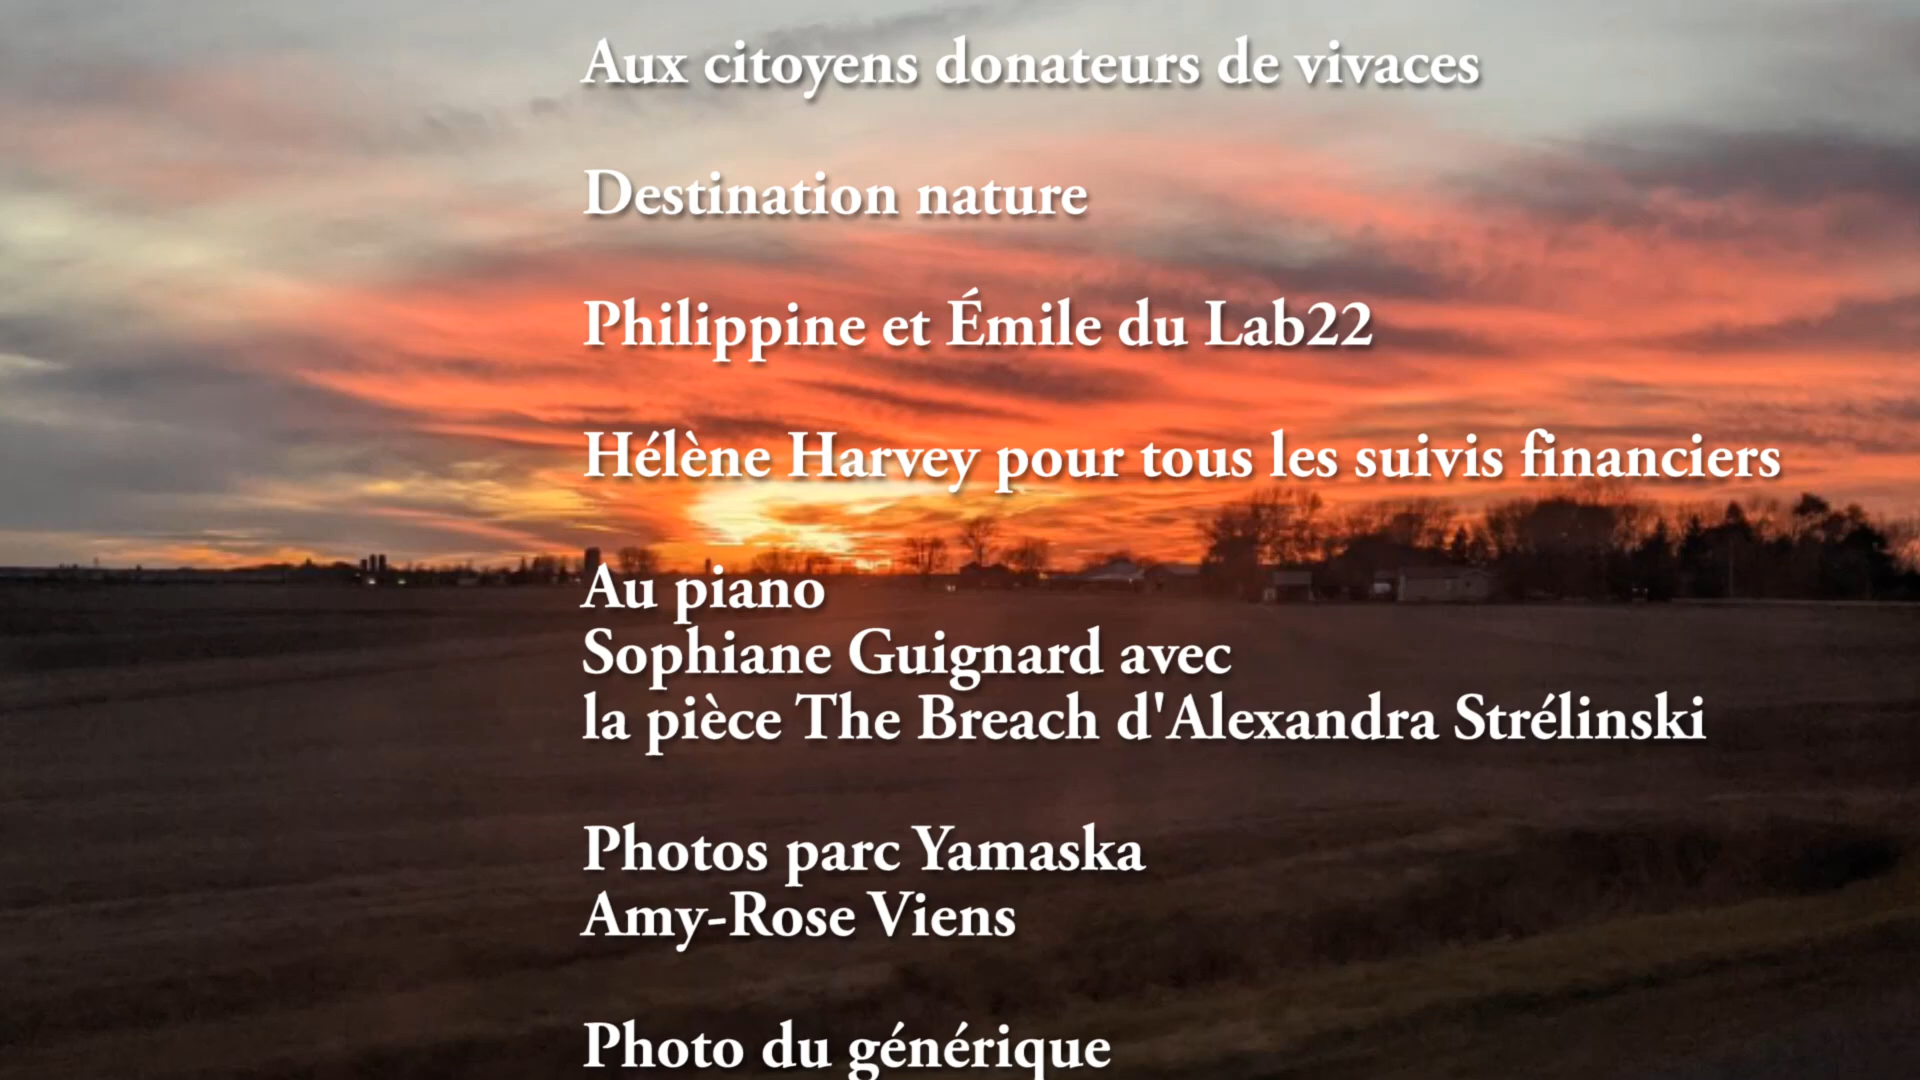 Aux citoyens donateurs de vivaces
Destination nature
Philippine et Émile du Lab22
Hélène Harvey pour tous les suivis financiers
Au piano
Sophiane Guignard avec
la pièce The Breach d'Alexandra Strélinski
Photos parc Yamaska
Amy-Rose Viens
Photo du générique